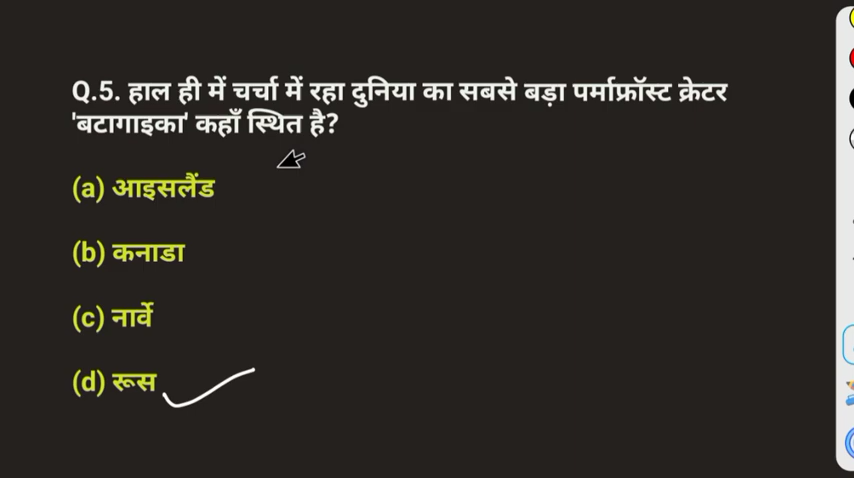 Q.5. हाल ही में चर्चा में रहा दुनिया का सबसे बड़ा पर्माफ्रॉस्ट क्रेटर
'बटागाइका' कहाँ स्थित है?
(a) आइसलैंड
(b) कनाडा
(c) नार्वे
(d) रूस